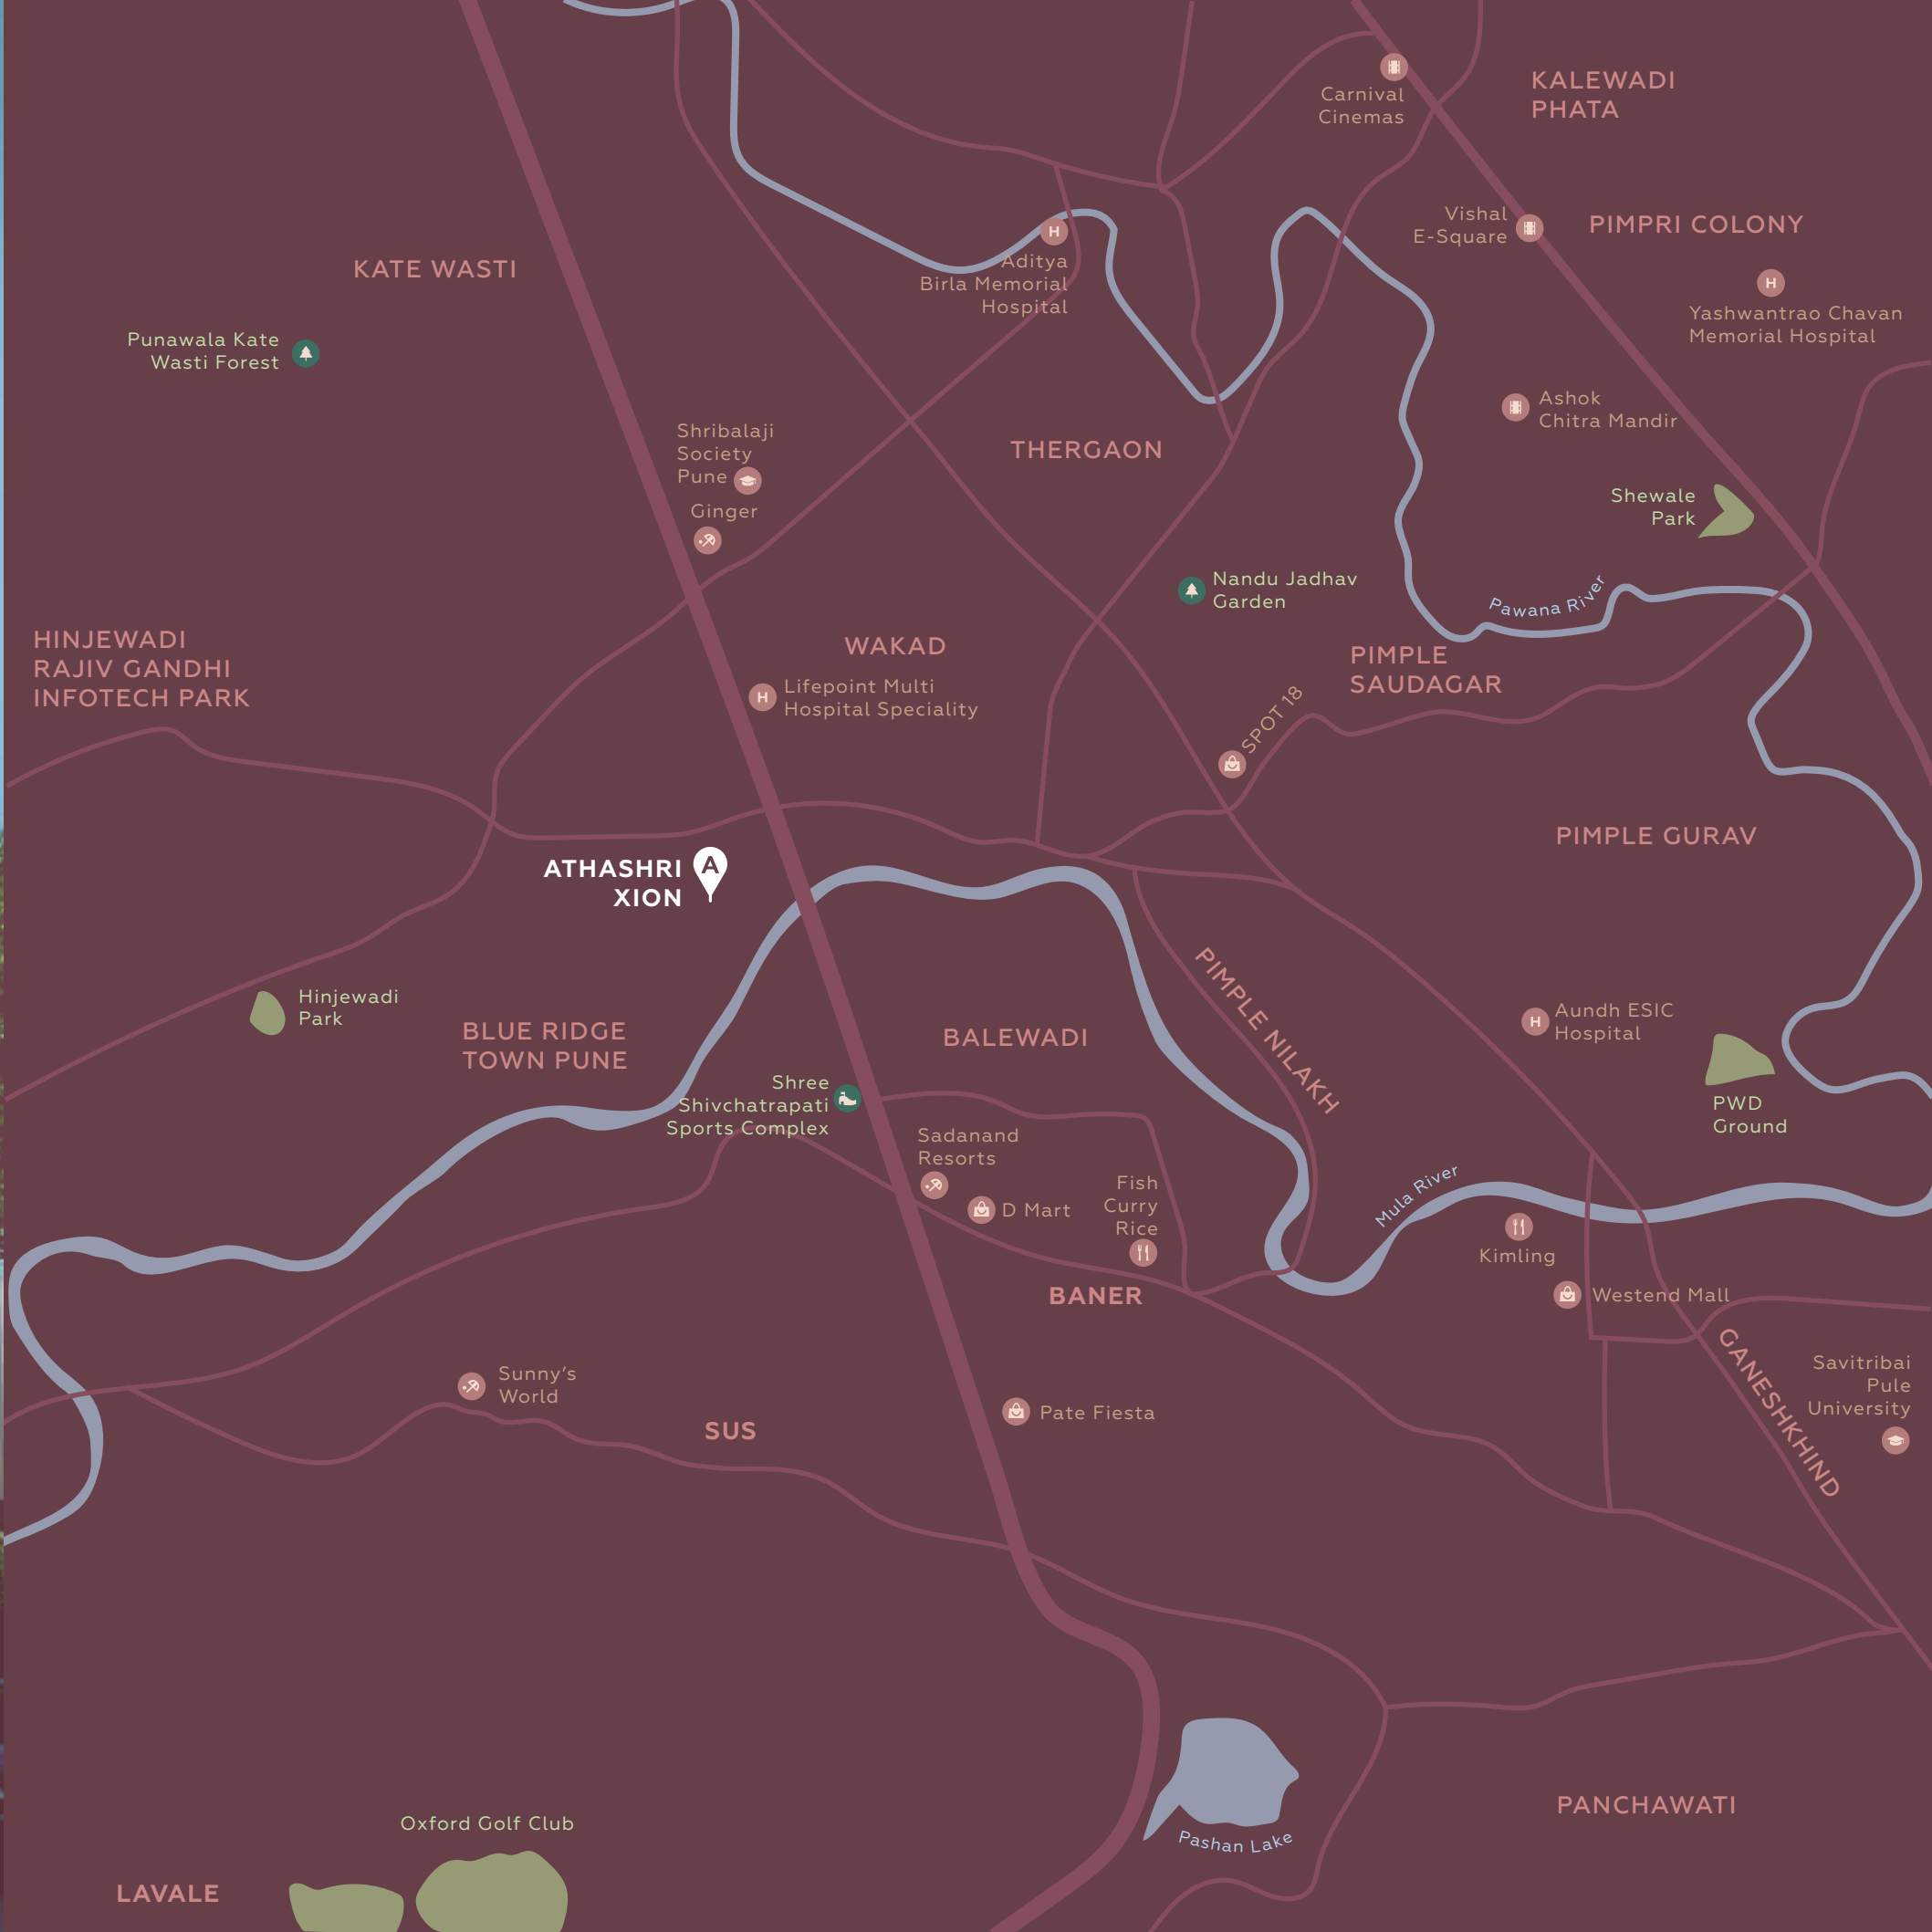 KALEWADI
PHATA
Carnival
Cinemas
Vishal
E-Square
PIMPRI COLONY
H
Aditya
Birla Memorial
Hospital
KATE WASTI
H
Yashwantrao Chavan
Memorial Hospital
Punawala Kate
Wasti Forest
Ashok
Chitra Mandir
Shribalaji
Society
Pune
THERGAON
Ginger
Shewale
Park
Nandu Jadhav
Garden
Pawana River
HINJEWADI
RAJIV GANDHI
INFOTECH PARK
WAKAD
PIMPLE
SAUDAGAR
H
Lifepoint Multi
Hospital Speciality
SPOT 18
PIMPLE GURAV
ATHASHRI
XION
A
PIMPLE NILAKH
Hinjewadi
Park
BLUE RIDGE
TOWN PUNE
BALEWADI
H
Aundh ESIC
Hospital
Shree
Shivchatrapati
Sports Complex
PWD
Ground
Sadanand
Resorts
Fish
Curry
Rice
D Mart
Mula River
Kimling
BANER
Westend Mall
GANESHKHIND
Savitribai
Pule
University
Sunny's
World
Pate Fiesta
SUS
PANCHAWATI
Pashan Lake
Oxford Golf Club
LAVALE